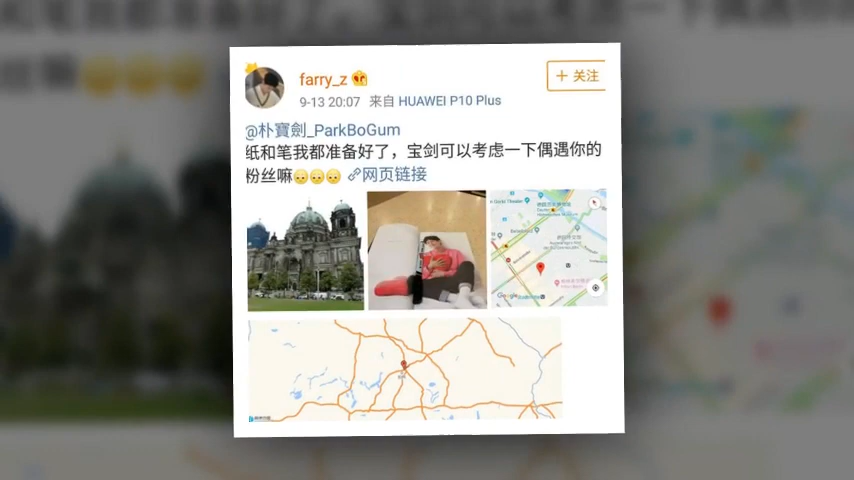 farry_z
+ 关注
9-13 20:07 来自 HUAWEI P10 Plus
@朴寶劍_ParkBoGum
纸和笔我都准备好了，宝剑可以考虑一下偶遇你的
粉丝嘛🥺🥺🥺 网页链接
Google